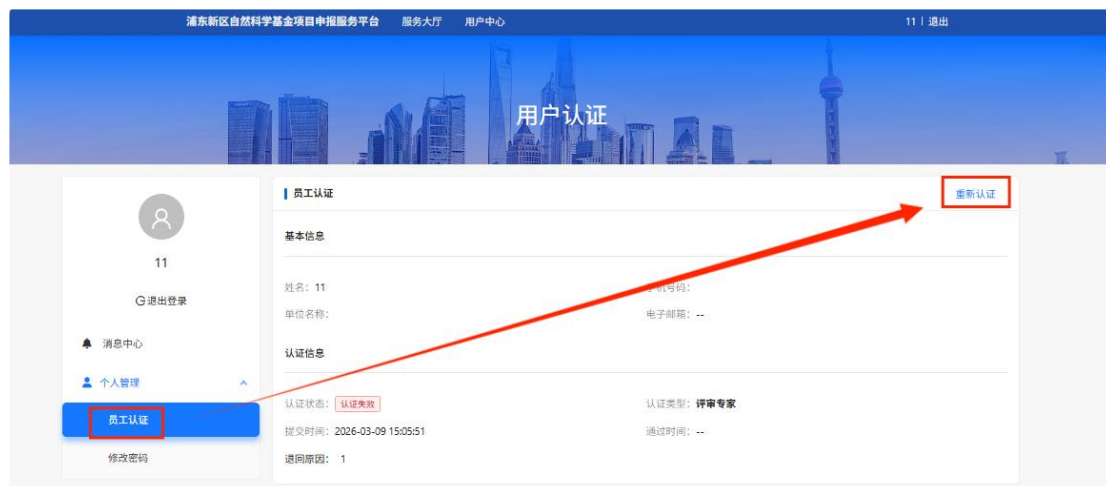 浦东新区自然科学基金项目申报服务平台 服务大厅 用户中心 11 | 退出
用户认证
11
退出登录
消息中心
个人管理
员工认证
修改密码
员工认证 重新认证
基本信息
姓名: 11 手机号码:
单位名称: 电子邮箱: --
认证信息
认证状态: 认证失败 认证类型: 评审专家
提交时间: 2026-03-09 15:05:51 通过时间: --
退回原因: 1